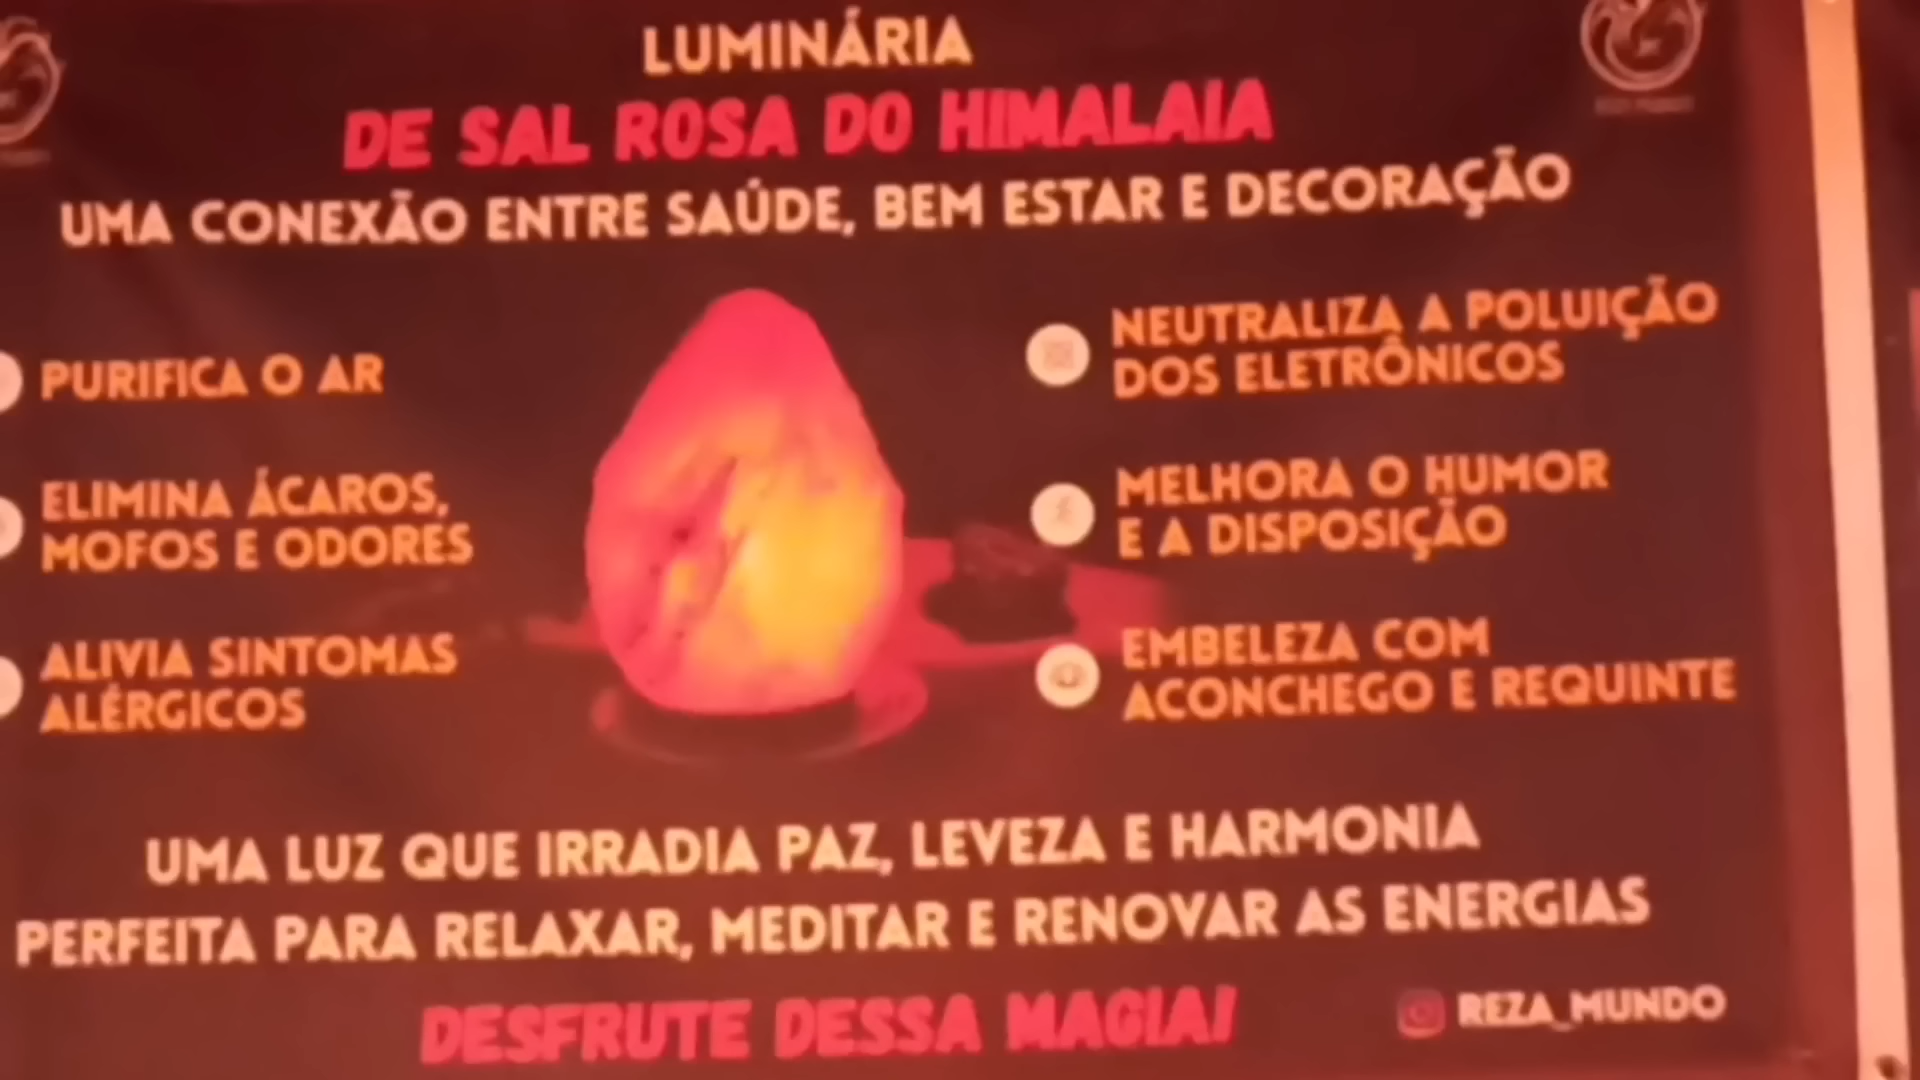 LUMINÁRIA
DE SAL ROSA DO HIMALAIA
UMA CONEXÃO ENTRE SAÚDE, BEM ESTAR E DECORAÇÃO
PURIFICA O AR
ELIMINA ÁCAROS,
MOFOS E ODORES
ALIVIA SINTOMAS
ALÉRGICOS
NEUTRALIZA A POLUIÇÃO
DOS ELETRÔNICOS
MELHORA O HUMOR
E A DISPOSIÇÃO
EMBELEZA COM
ACONCHEGO E REQUINTE
UMA LUZ QUE IRRADIA PAZ, LEVEZA E HARMONIA
PERFEITA PARA RELAXAR, MEDITAR E RENOVAR AS ENERGIAS
DESFRUTE DESSA MAGIA!
REZA_MUNDO